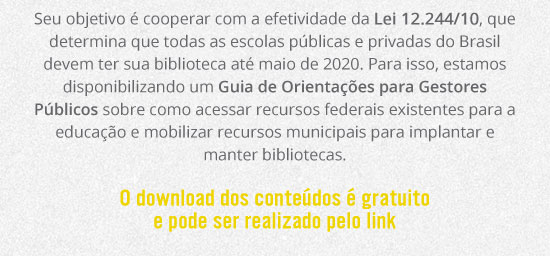 Seu objetivo é cooperar com a efetividade da Lei 12.244/10, que
determina que todas as escolas públicas e privadas do Brasil
devem ter sua biblioteca até maio de 2020. Para isso, estamos
disponibilizando um Guia de Orientações para Gestores
Públicos sobre como acessar recursos federais existentes para a
educação e mobilizar recursos municipais para implantar e
manter bibliotecas.
O download dos conteúdos é gratuito
e pode ser realizado pelo link